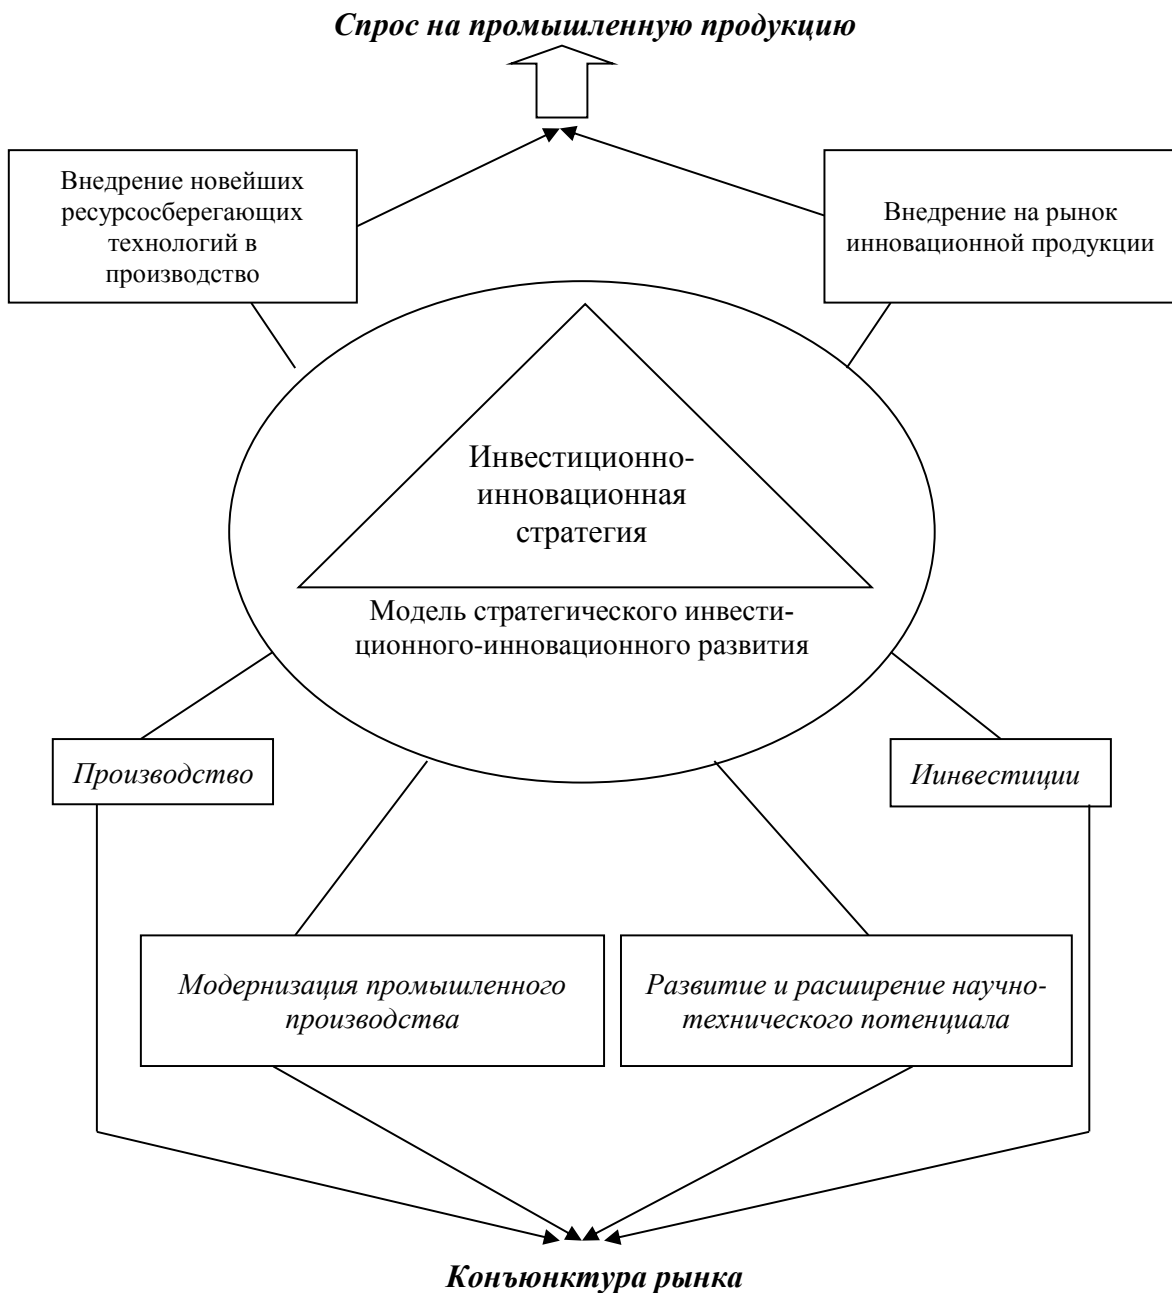 Спрос на промышленную продукцию
Внедрение новейших
ресурсосберегающих
технологий в
производство
Внедрение на рынок
инновационной продукции
Инвестиционно-
инновационная
стратегия
Модель стратегического инвести-
ционного-инновационного развития
Производство
Иинвестиции
Модернизация промышленного
производства
Развитие и расширение научно-
технического потенциала
Конъюнктура рынка